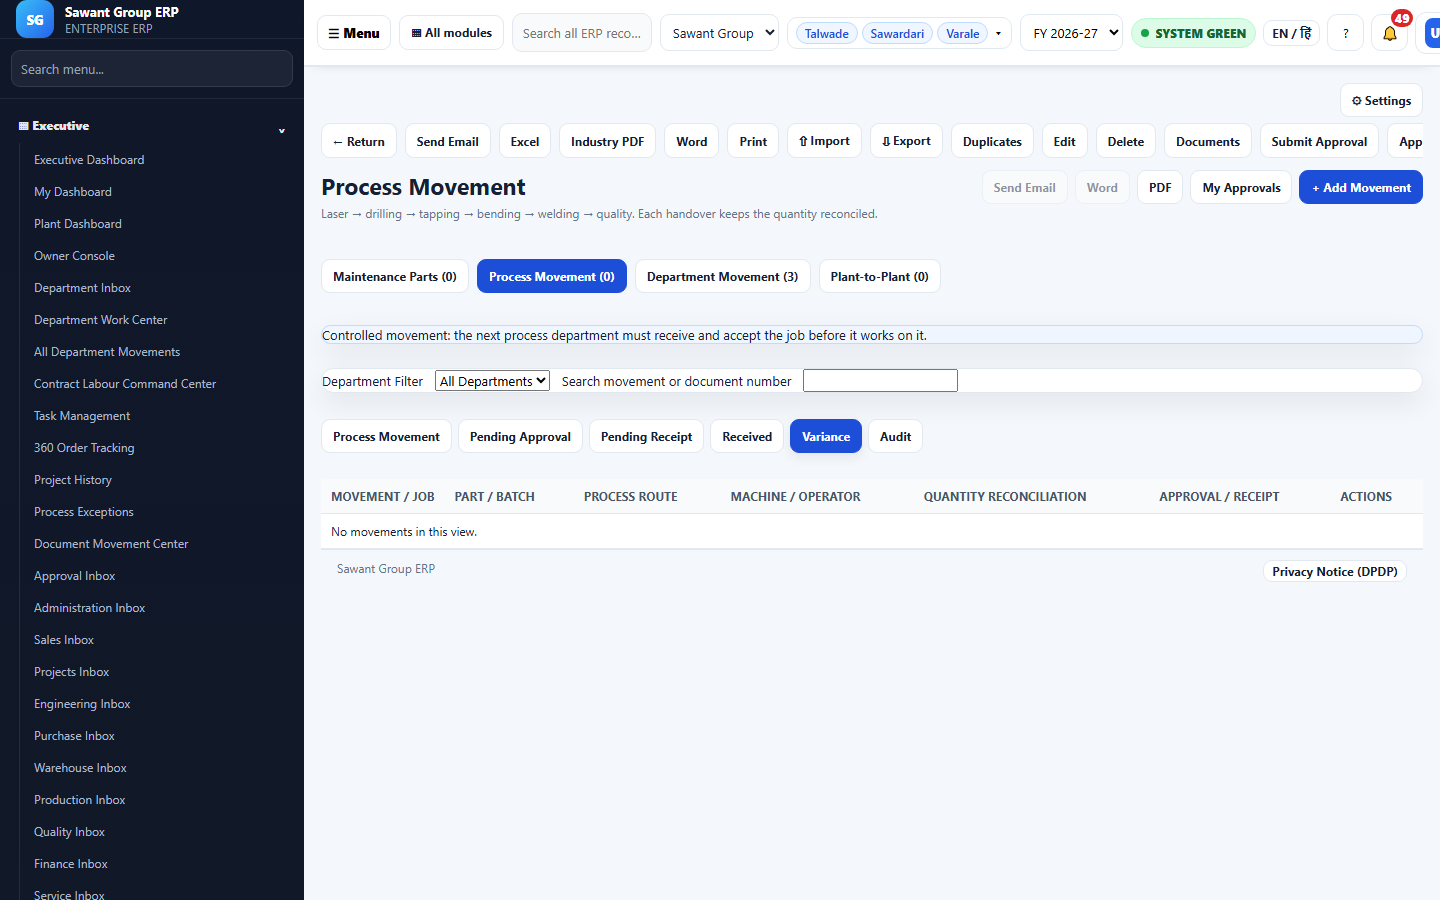 SG
Sawant Group ERP
ENTERPRISE ERP
Search menu...
Executive
Executive Dashboard
My Dashboard
Plant Dashboard
Owner Console
Department Inbox
Department Work Center
All Department Movements
Contract Labour Command Center
Task Management
360 Order Tracking
Project History
Process Exceptions
Document Movement Center
Approval Inbox
Administration Inbox
Sales Inbox
Projects Inbox
Engineering Inbox
Purchase Inbox
Warehouse Inbox
Production Inbox
Quality Inbox
Finance Inbox
Service Inbox
☰ Menu All modules Search all ERP reco... Sawant Group Talwade Sawardari Varale FY 2026-27 SYSTEM GREEN EN / हिं ? 49 U
⚙ Settings
← Return Send Email Excel Industry PDF Word Print ⇧ Import ⇩ Export Duplicates Edit Delete Documents Submit Approval App
Process Movement
Send Email Word PDF My Approvals + Add Movement
Laser → drilling → tapping → bending → welding → quality. Each handover keeps the quantity reconciled.
Maintenance Parts (0) Process Movement (0) Department Movement (3) Plant-to-Plant (0)
Controlled movement: the next process department must receive and accept the job before it works on it.
Department Filter All Departments Search movement or document number
Process Movement Pending Approval Pending Receipt Received Variance Audit
MOVEMENT / JOB PART / BATCH PROCESS ROUTE MACHINE / OPERATOR QUANTITY RECONCILIATION APPROVAL / RECEIPT ACTIONS
No movements in this view.
Sawant Group ERP Privacy Notice (DPDP)